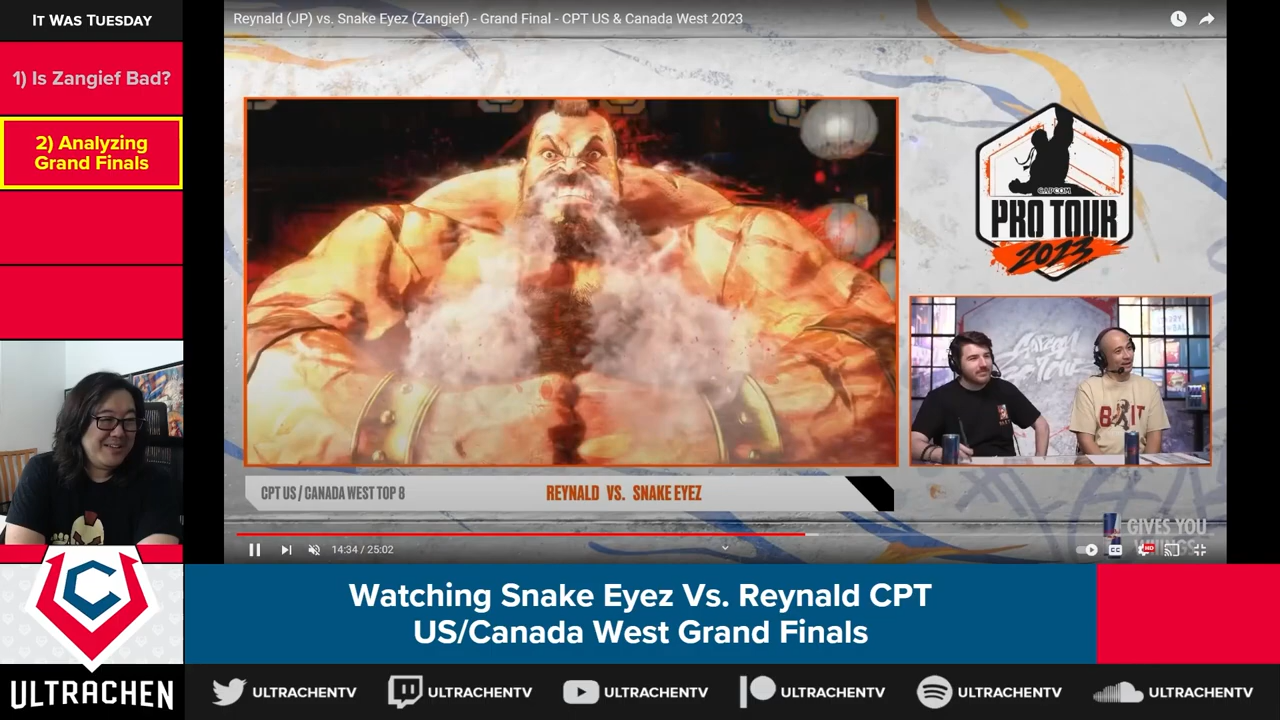 IT WAS TUESDAY
1) Is Zangief Bad?
2) Analyzing
Grand Finals
Reynald (JP) vs. Snake Eyez (Zangief) - Grand Final - CPT US & Canada West 2023
CAPCOM
PRO TOUR
2023
CPT US / CANADA WEST TOP 8
REYNALD VS. SNAKE EYEZ
GIVES YOU
WIIINGS
14:34 / 25:02
CC
HD
Watching Snake Eyez Vs. Reynald CPT
US/Canada West Grand Finals
ULTRACHEN
ULTRACHENTV
ULTRACHENTV
ULTRACHENTV
ULTRACHENTV
ULTRACHENTV
ULTRACHENTV